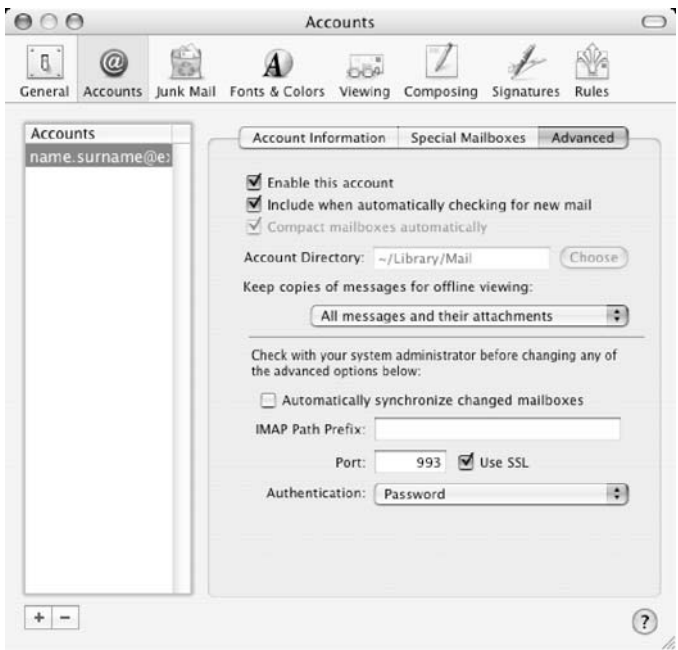 Accounts
General Accounts Junk Mail Fonts & Colors Viewing Composing Signatures Rules
Accounts
name.surname@ex
Account Information Special Mailboxes Advanced
Enable this account
Include when automatically checking for new mail
Compact mailboxes automatically
Account Directory: ~/Library/Mail Choose
Keep copies of messages for offline viewing:
All messages and their attachments
Check with your system administrator before changing any of
the advanced options below:
Automatically synchronize changed mailboxes
IMAP Path Prefix:
Port: 993 Use SSL
Authentication: Password
+ − ?